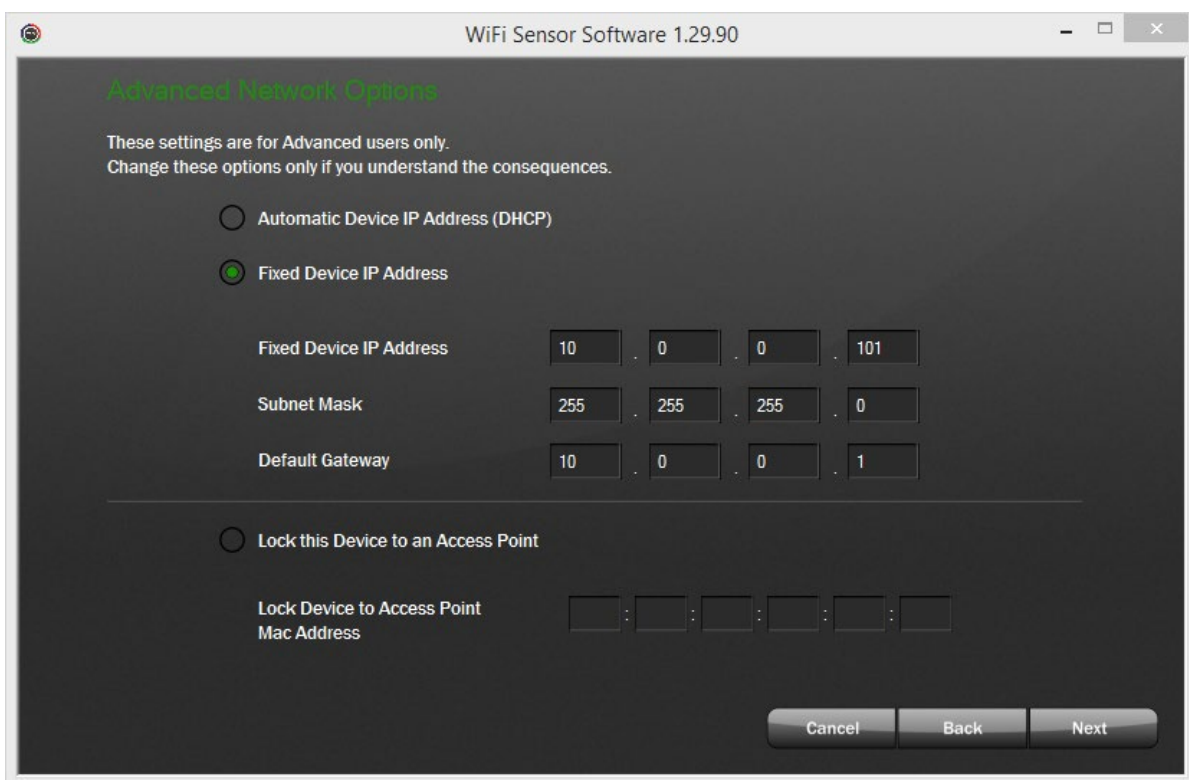 WiFi Sensor Software 1.29.90
Advanced Network Options
These settings are for Advanced users only.
Change these options only if you understand the consequences.
Automatic Device IP Address (DHCP)
Fixed Device IP Address
Fixed Device IP Address 10 . 0 . 0 . 101
Subnet Mask 255 . 255 . 255 . 0
Default Gateway 10 . 0 . 0 . 1
Lock this Device to an Access Point
Lock Device to Access Point
Mac Address : : : : :
Cancel Back Next